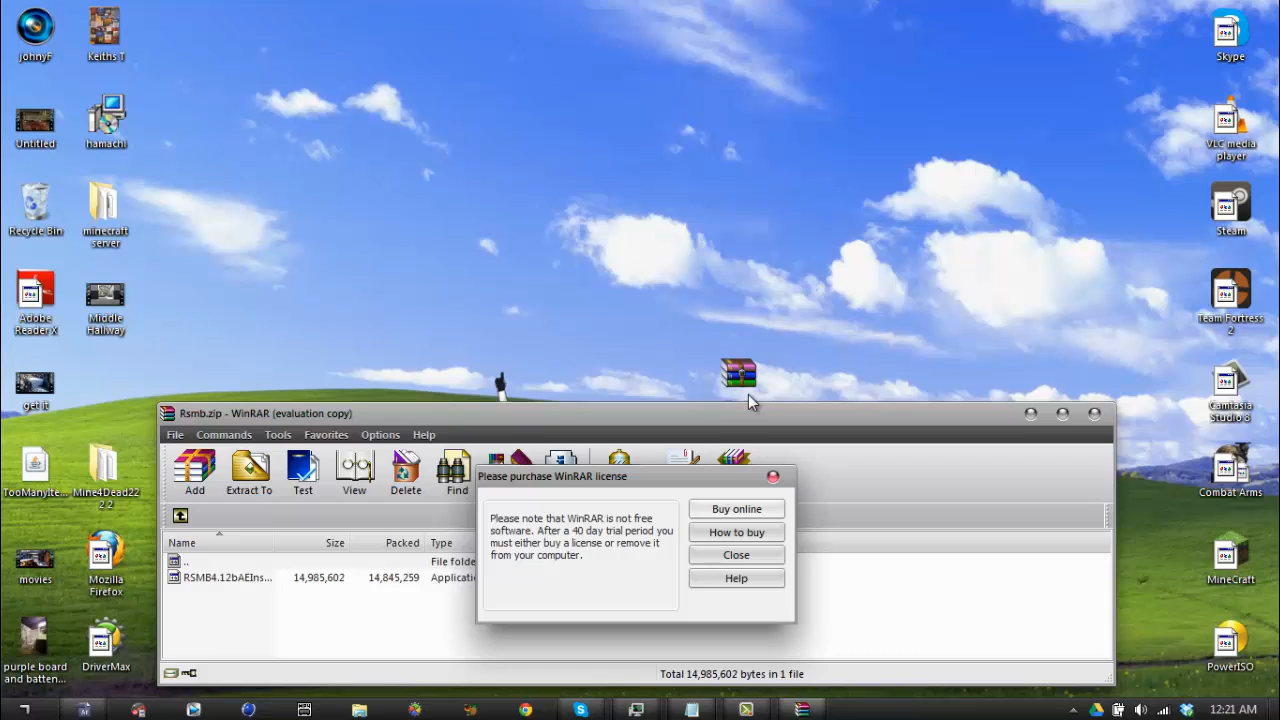 johnyF
Keiths T
Skype
Untitled
hamachi
VLC media
player
Recycle Bin
minecraft
server
Steam
Adobe
Reader X
Middle
Hallway
Team Fortress
2
get it
Camtasia
Studio 8
TooManyIte...
Mine4Dead22
2 2
Combat Arms
movies
Mozilla
Firefox
MineCraft
purple board
and batten...
DriverMax
PowerISO
Rsmb.zip - WinRAR (evaluation copy)
File Commands Tools Favorites Options Help
Add Extract To Test View Delete Find
Name Size Packed Type
.. File folde
RSMB4.12bAEIns... 14,985,602 14,845,259 Applicatio
Total 14,985,602 bytes in 1 file
Please purchase WinRAR license
Please note that WinRAR is not free
software. After a 40 day trial period you
must either buy a license or remove it
from your computer.
Buy online
How to buy
Close
Help
12:21 AM